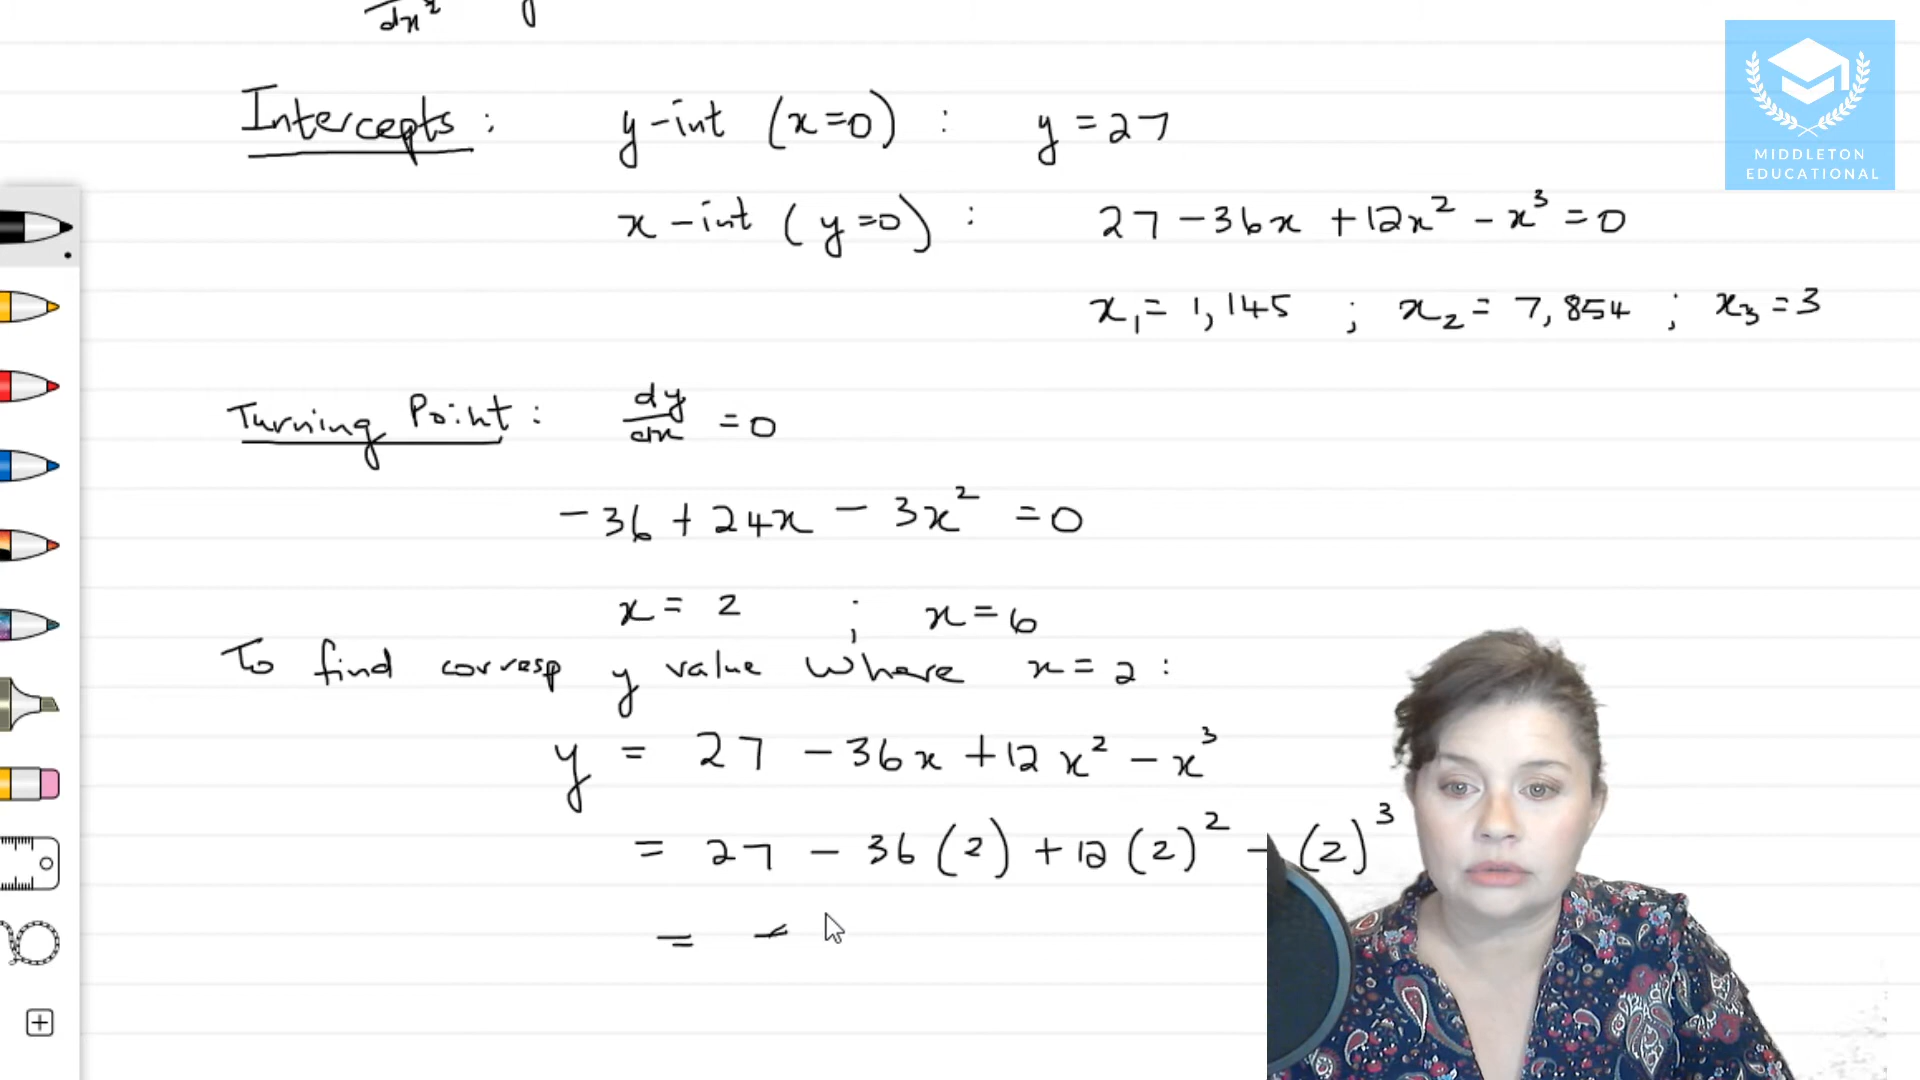 dx²
Intercepts : y-int (x=0) : y = 27
MIDDLETON
EDUCATIONAL
x-int (y=0) : 27 - 36x + 12x² - x³ = 0
x₁ = 1,145 ; x₂ = 7,854 ; x₃ = 3
Turning Point : dy/dx = 0
-36 + 24x - 3x² = 0
x = 2 ; x = 6
To find corresp y value where x = 2 :
y = 27 - 36x + 12x² - x³
= 27 - 36(2) + 12(2)² - (2)³
= -